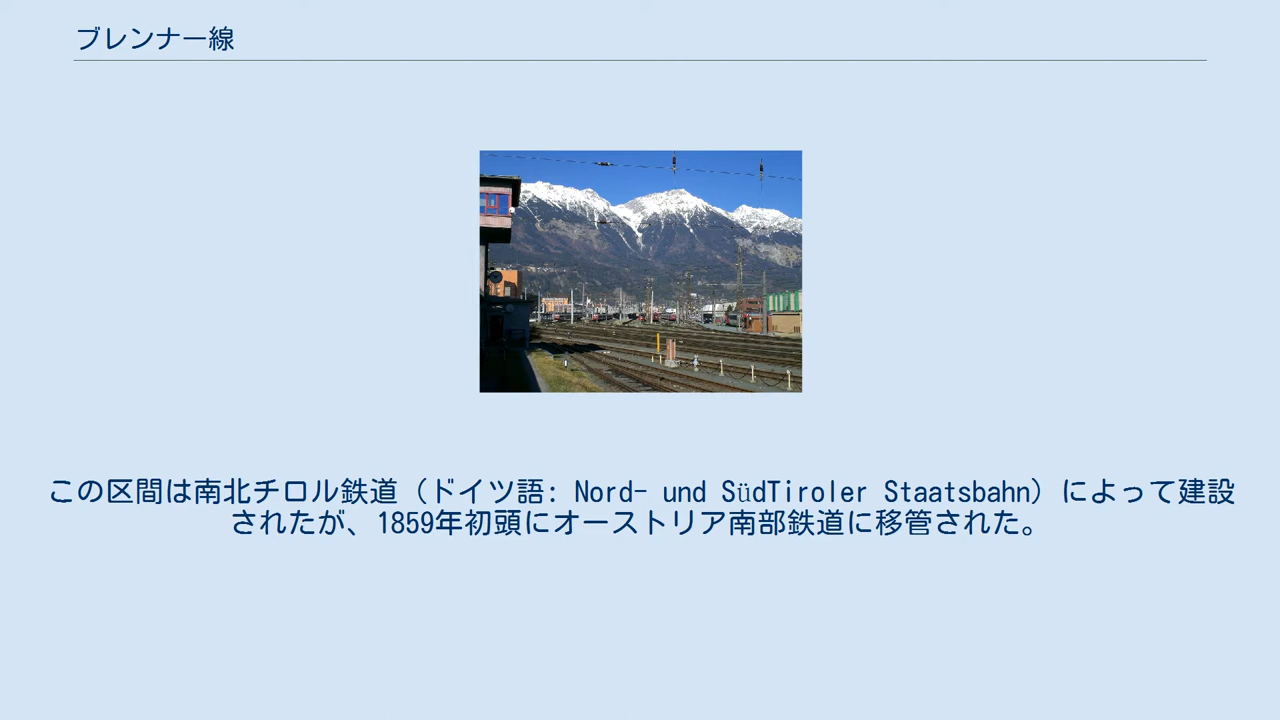 ブレンナー線
この区間は南北チロル鉄道（ドイツ語: Nord- und SüdTiroler Staatsbahn）によって建設
されたが、1859年初頭にオーストリア南部鉄道に移管された。